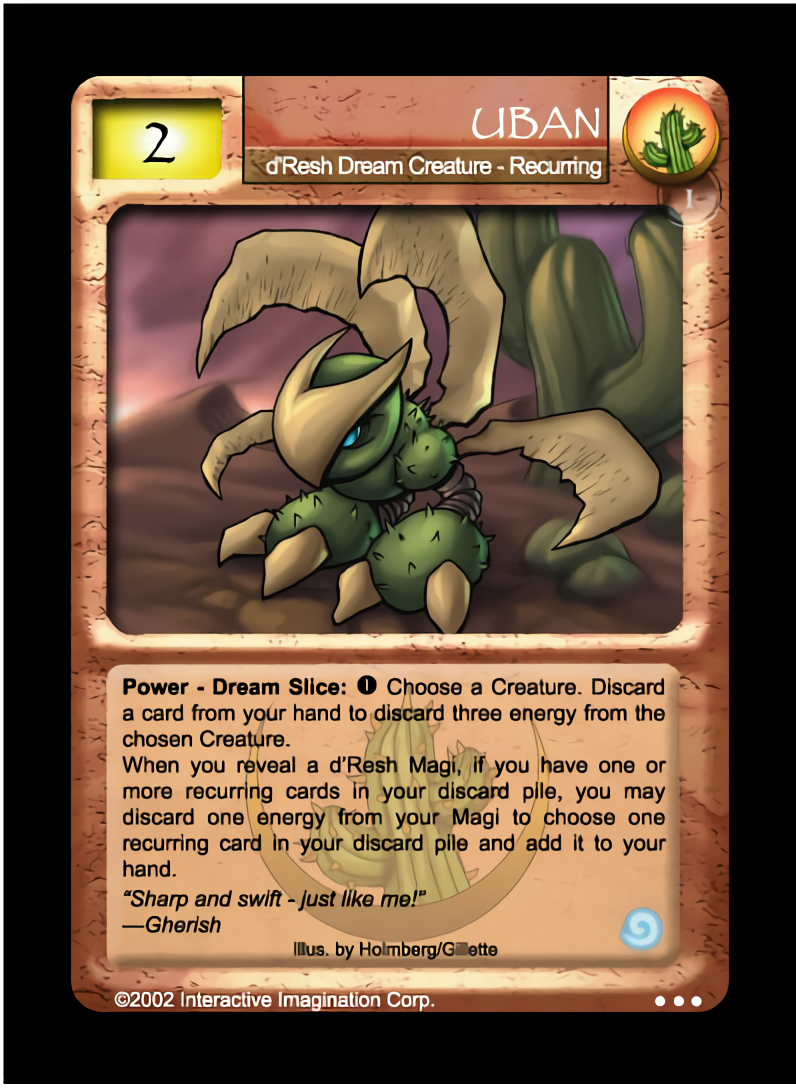 2
UBAN
d'Resh Dream Creature - Recurring
I
Power - Dream Slice: 1 Choose a Creature. Discard
a card from your hand to discard three energy from the
chosen Creature.
When you reveal a d'Resh Magi, if you have one or
more recurring cards in your discard pile, you may
discard one energy from your Magi to choose one
recurring card in your discard pile and add it to your
hand.
"Sharp and swift - just like me!"
—Gherish
Illus. by Holmberg/Gillette
©2002 Interactive Imagination Corp.